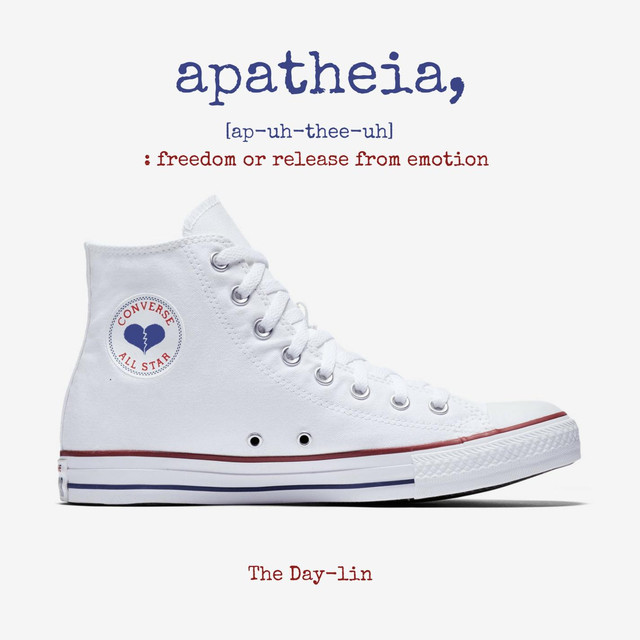 apatheia,
[ap-uh-thee-uh]
: freedom or release from emotion
CONVERSE
ALL STAR
The Day-lin